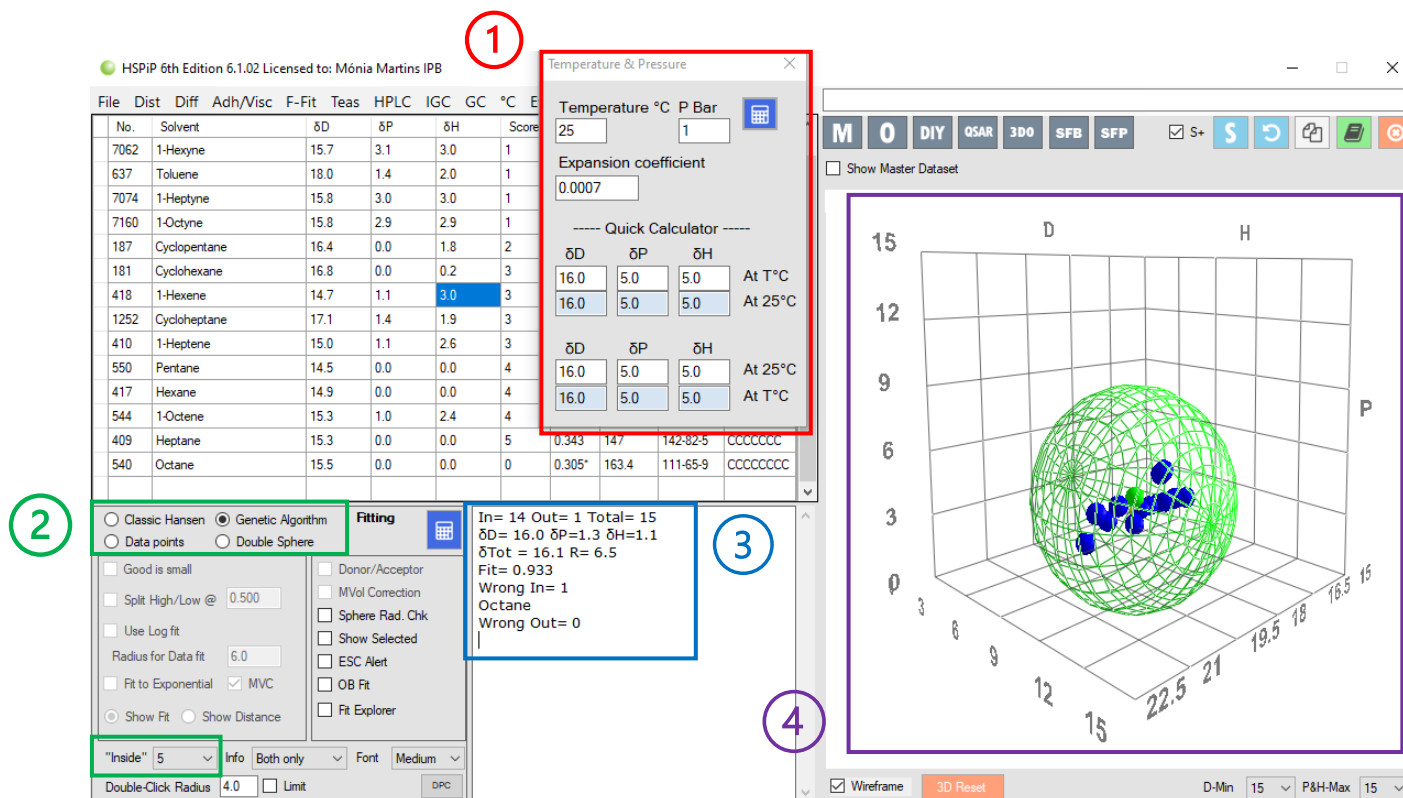 1
HSPiP 6th Edition 6.1.02 Licensed to: Mónia Martins IPB
File Dist Diff Adh/Visc F-Fit Teas HPLC IGC GC °C E
No. Solvent δD δP δH Score
7062 1-Hexyne 15.7 3.1 3.0 1
637 Toluene 18.0 1.4 2.0 1
7074 1-Heptyne 15.8 3.0 3.0 1
7160 1-Octyne 15.8 2.9 2.9 1
187 Cyclopentane 16.4 0.0 1.8 2
181 Cyclohexane 16.8 0.0 0.2 3
418 1-Hexene 14.7 1.1 3.0 3
1252 Cycloheptane 17.1 1.4 1.9 3
410 1-Heptene 15.0 1.1 2.6 3
550 Pentane 14.5 0.0 0.0 4
417 Hexane 14.9 0.0 0.0 4
544 1-Octene 15.3 1.0 2.4 4
409 Heptane 15.3 0.0 0.0 5 0.343 147 142-82-5 CCCCCCC
540 Octane 15.5 0.0 0.0 0 0.305* 163.4 111-65-9 CCCCCCCC
Temperature & Pressure
Temperature °C P Bar
25 1
Expansion coefficient
0.0007
----- Quick Calculator -----
δD δP δH
16.0 5.0 5.0 At T°C
16.0 5.0 5.0 At 25°C
δD δP δH
16.0 5.0 5.0 At 25°C
16.0 5.0 5.0 At T°C
M O DIY QSAR 3D0 SFB SFP S+ S
Show Master Dataset
D H
15
12
9
6
3
0
P
3 6 9 12 15
22.5 21 19.5 18 16.5 15
2
Classic Hansen Genetic Algorithm Fitting
Data points Double Sphere
Good is small
Split High/Low @ 0.500
Use Log fit
Radius for Data fit 6.0
Fit to Exponential MVC
Show Fit Show Distance
Donor/Acceptor
MVol Correction
Sphere Rad. Chk
Show Selected
ESC Alert
OB Fit
Fit Explorer
"Inside" 5 Info Both only Font Medium
Double-Click Radius 4.0 Limit DPC
In= 14 Out= 1 Total= 15
δD= 16.0 δP=1.3 δH=1.1
δTot = 16.1 R= 6.5
Fit= 0.933
Wrong In= 1
Octane
Wrong Out= 0
3
4
Wireframe 3D Reset D-Min 15 P&H-Max 15